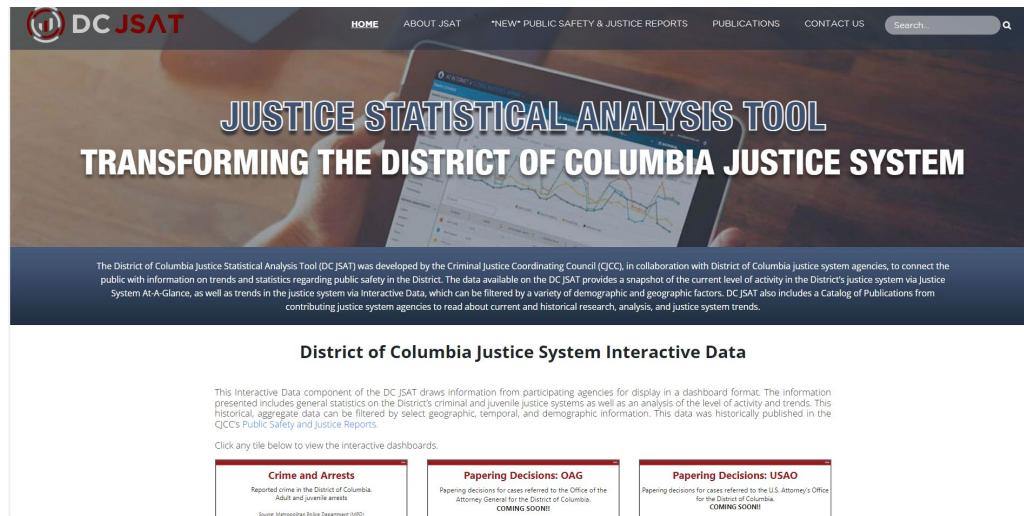 DC JSAT
HOME ABOUT JSAT *NEW* PUBLIC SAFETY & JUSTICE REPORTS PUBLICATIONS CONTACT US Search...
JUSTICE STATISTICAL ANALYSIS TOOL
TRANSFORMING THE DISTRICT OF COLUMBIA JUSTICE SYSTEM
The District of Columbia Justice Statistical Analysis Tool (DC JSAT) was developed by the Criminal Justice Coordinating Council (CJCC), in collaboration with District of Columbia justice system agencies, to connect the
public with information on trends and statistics regarding public safety in the District. The data available on the DC JSAT provides a snapshot of the current level of activity in the District's justice system via Justice
System At-A-Glance, as well as trends in the justice system via Interactive Data, which can be filtered by a variety of demographic and geographic factors. DC JSAT also includes a Catalog of Publications from
contributing justice system agencies to read about current and historical research, analysis, and justice system trends.
District of Columbia Justice System Interactive Data
This Interactive Data component of the DC JSAT draws information from participating agencies for display in a dashboard format. The information
presented includes general statistics on the District's criminal and juvenile justice systems as well as an analysis of the level of activity and trends. This
historical, aggregate data can be filtered by select geographic, temporal, and demographic information. This data was historically published in the
CJCC's Public Safety and Justice Reports.
Click any tile below to view the interactive dashboards.
Crime and Arrests
Reported crime in the District of Columbia.
Adult and juvenile arrests
Source: Metropolitan Police Department (MPD)
Papering Decisions: OAG
Papering decisions for cases referred to the Office of the
Attorney General for the District of Columbia.
COMING SOON!!
Papering Decisions: USAO
Papering decisions for cases referred to the U.S. Attorney's Office
for the District of Columbia.
COMING SOON!!